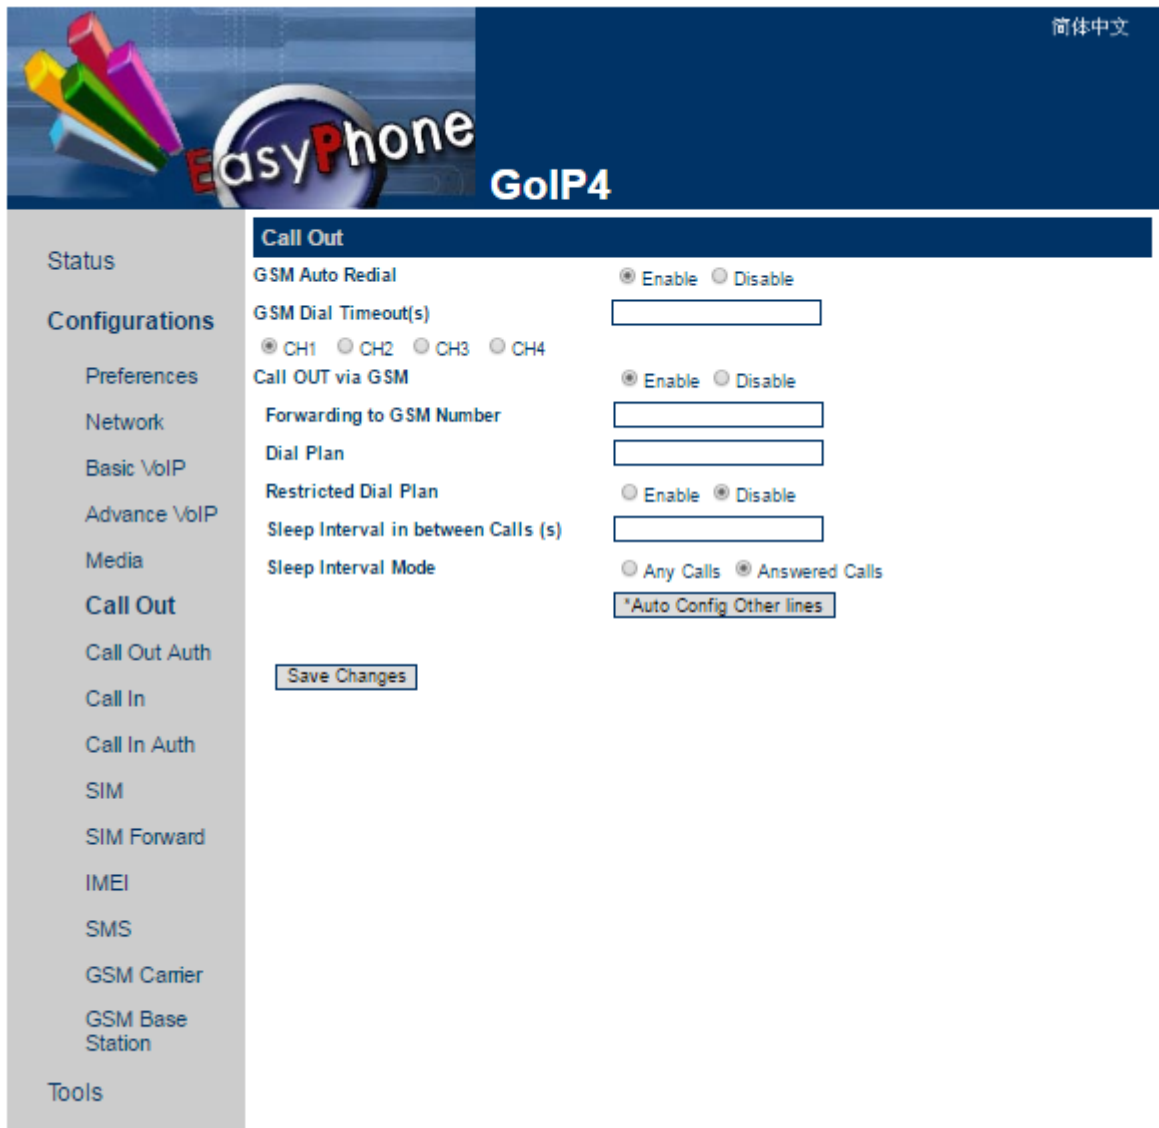 简体中文
EasyPhone
GoIP4
Status
Configurations
Preferences
Network
Basic VoIP
Advance VoIP
Media
Call Out
Call Out Auth
Call In
Call In Auth
SIM
SIM Forward
IMEI
SMS
GSM Carrier
GSM Base
Station
Tools
Call Out
GSM Auto Redial Enable Disable
GSM Dial Timeout(s)
CH1 CH2 CH3 CH4
Call OUT via GSM Enable Disable
Forwarding to GSM Number
Dial Plan
Restricted Dial Plan Enable Disable
Sleep Interval in between Calls (s)
Sleep Interval Mode Any Calls Answered Calls
*Auto Config Other lines
Save Changes